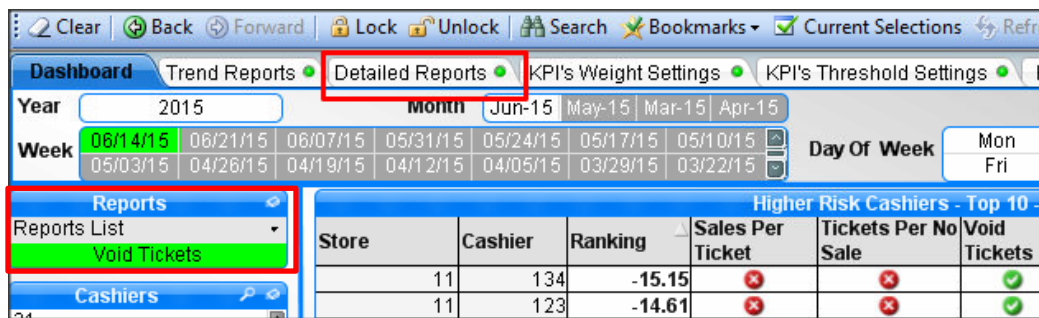 Clear Back Forward Lock Unlock Search Bookmarks Current Selections Refr
Dashboard Trend Reports Detailed Reports KPI's Weight Settings KPI's Threshold Settings
Year 2015 Month Jun-15 May-15 Mar-15 Apr-15
Week 06/14/15 06/21/15 06/07/15 05/31/15 05/24/15 05/17/15 05/10/15 Day Of Week Mon
05/03/15 04/26/15 04/19/15 04/12/15 04/05/15 03/29/15 03/22/15 Fri
Reports Higher Risk Cashiers - Top 10 -
Reports List
Void Tickets
Store Cashier Ranking Sales Per Ticket Tickets Per No Sale Void Tickets
11 134 -15.15
Cashiers
11 123 -14.61